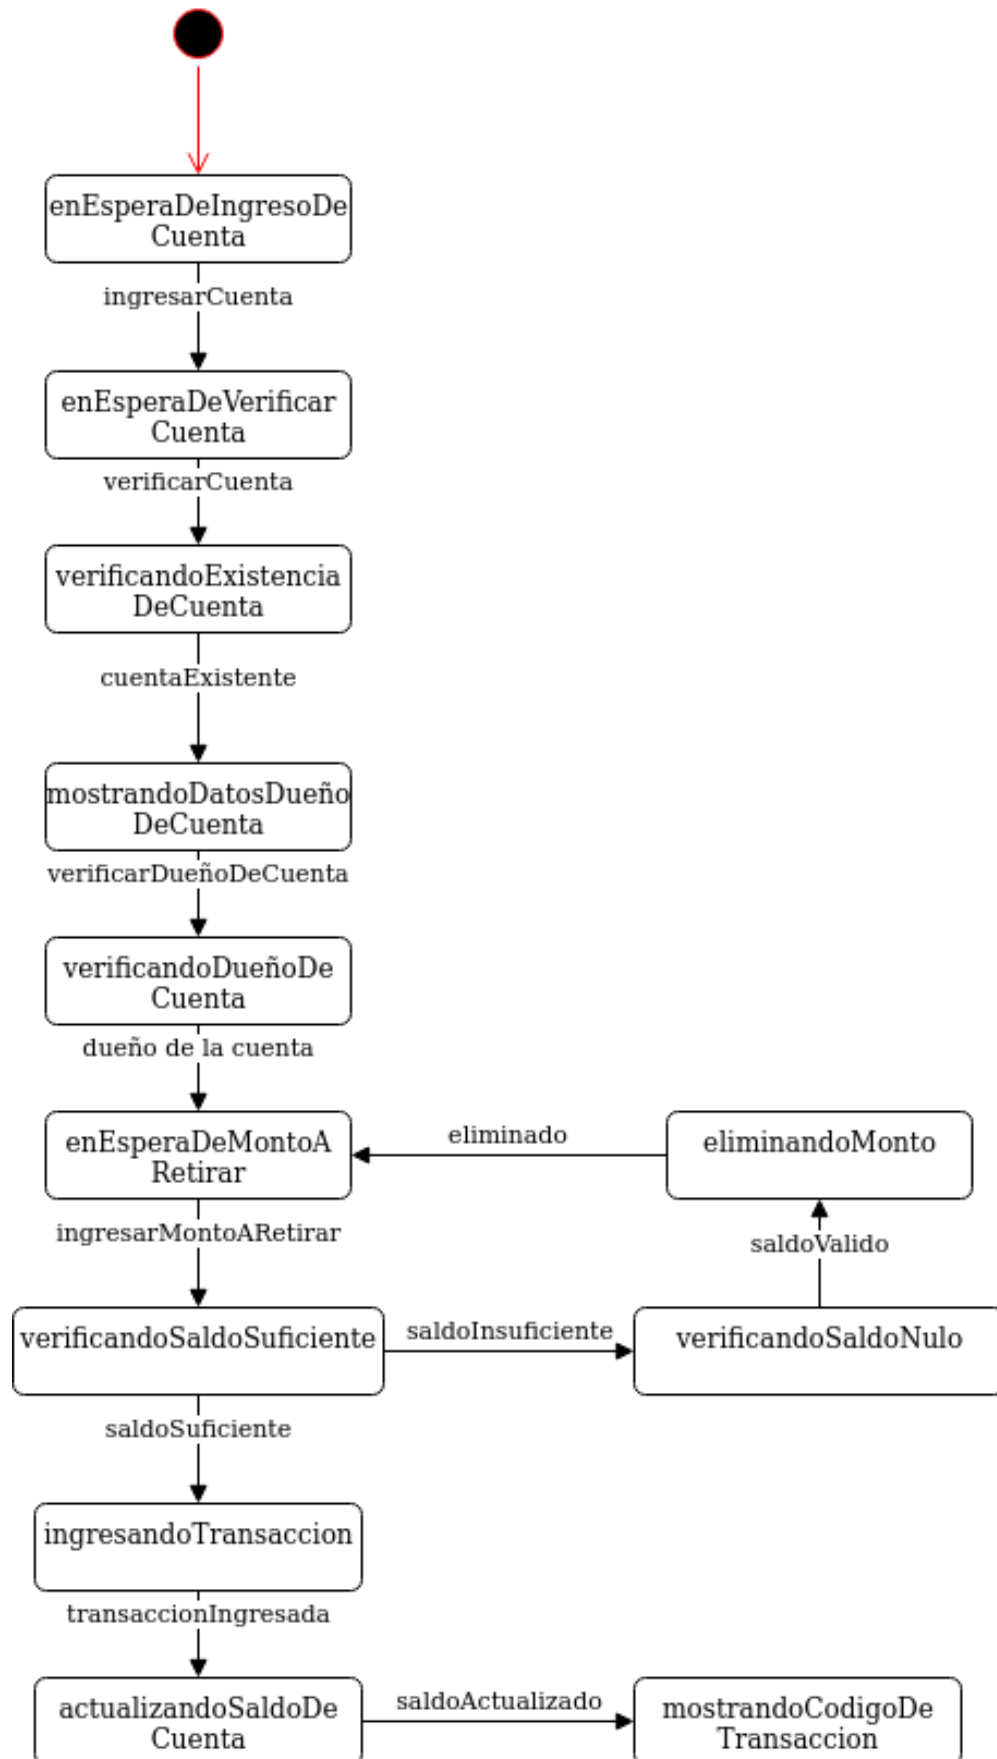 enEsperaDeIngresoDe
Cuenta
ingresarCuenta
enEsperaDeVerificar
Cuenta
verificarCuenta
verificandoExistencia
DeCuenta
cuentaExistente
mostrandoDatosDueño
DeCuenta
verificarDueñoDeCuenta
verificandoDueñoDe
Cuenta
dueño de la cuenta
enEsperaDeMontoA
Retirar
eliminado
eliminandoMonto
ingresarMontoARetirar
saldoValido
verificandoSaldoSuficiente
saldoInsuficiente
verificandoSaldoNulo
saldoSuficiente
ingresandoTransaccion
transaccionIngresada
actualizandoSaldoDe
Cuenta
saldoActualizado
mostrandoCodigoDe
Transaccion